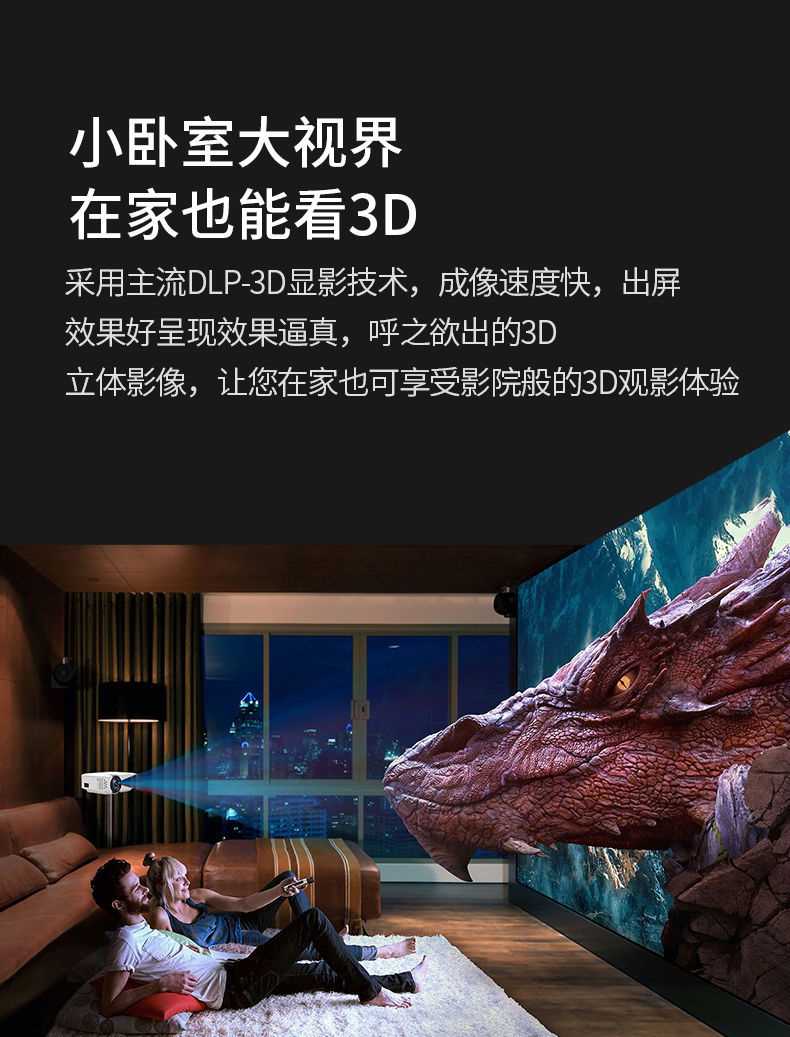 小卧室大视界
在家也能看3D
采用主流DLP-3D显影技术，成像速度快，出屏
效果好呈现效果逼真，呼之欲出的3D
立体影像，让您在家也可享受影院般的3D观影体验